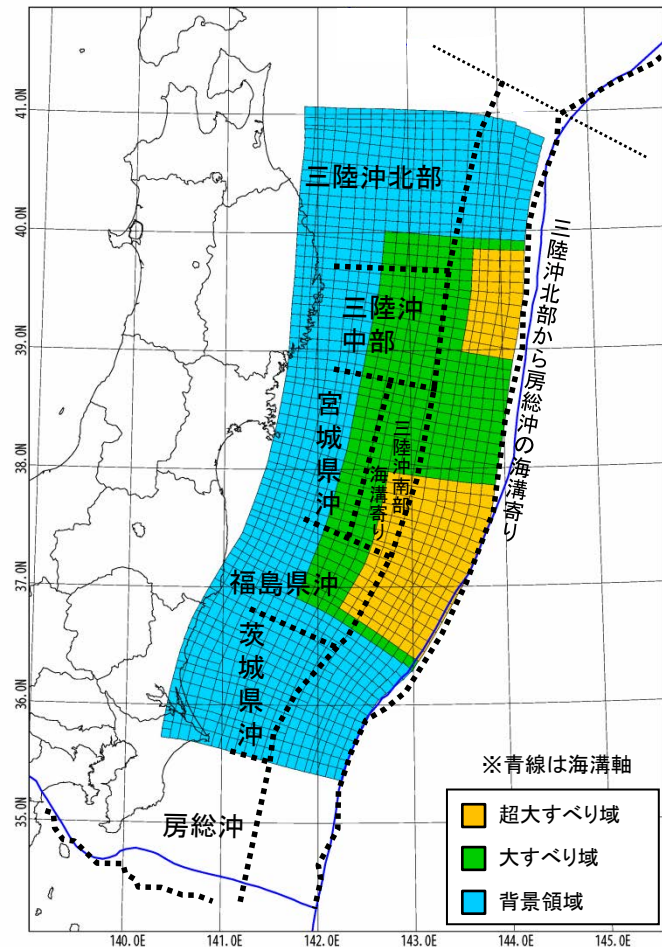 41.0N
40.0N
39.0N
38.0N
37.0N
36.0N
35.0N
三陸沖北部
三陸沖
中部
宮城県沖
三陸沖南部
海溝寄り
三陸沖北部から房総沖の海溝寄り
福島県沖
茨城県沖
房総沖
※青線は海溝軸
超大すべり域
大すべり域
背景領域
140.0E
141.0E
142.0E
143.0E
144.0E
145.0E